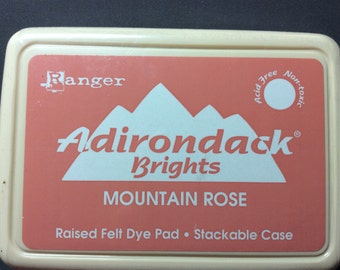 Ranger
Acid Free Non-toxic
Adirondack®
Brights
MOUNTAIN ROSE
Raised Felt Dye Pad • Stackable Case